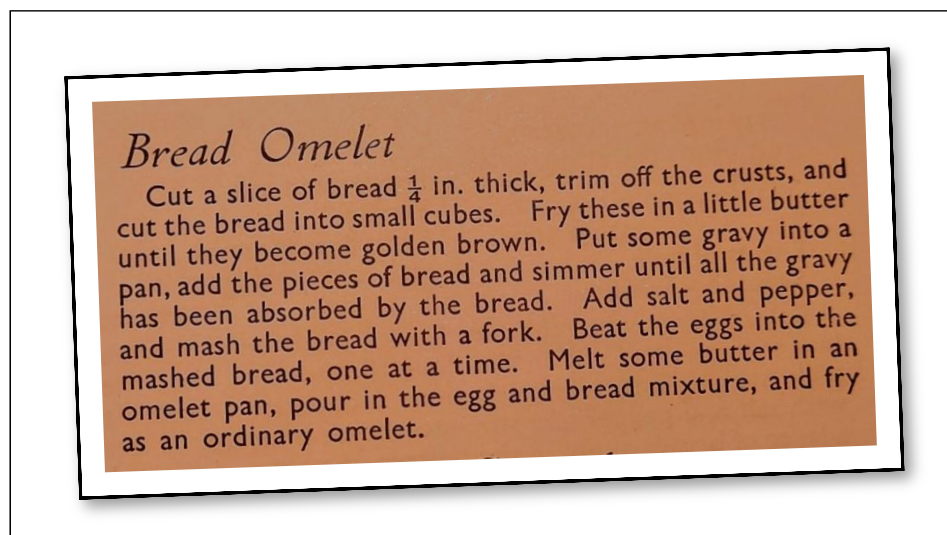 Bread Omelet
Cut a slice of bread ¼ in. thick, trim off the crusts, and
cut the bread into small cubes. Fry these in a little butter
until they become golden brown. Put some gravy into a
pan, add the pieces of bread and simmer until all the gravy
has been absorbed by the bread. Add salt and pepper,
and mash the bread with a fork. Beat the eggs into the
mashed bread, one at a time. Melt some butter in an
omelet pan, pour in the egg and bread mixture, and fry
as an ordinary omelet.